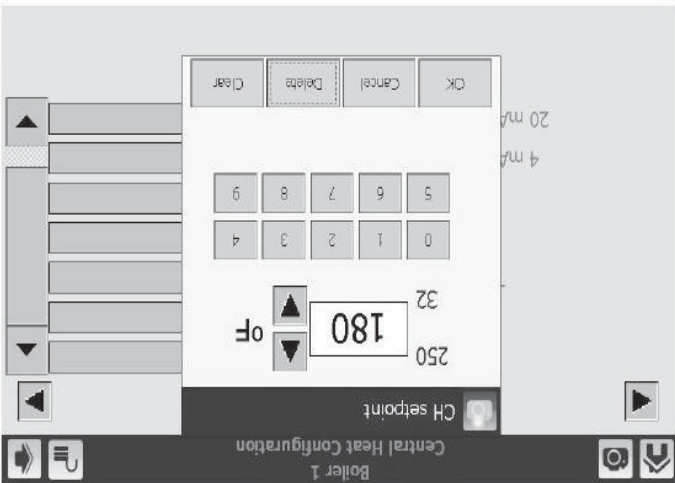 Boiler 1
Central Heat Configuration
CH setpoint
250
180 °F
32
0 1 2 3 4
5 6 7 8 9
4 mA
20 mA
OK Cancel Delete Clear